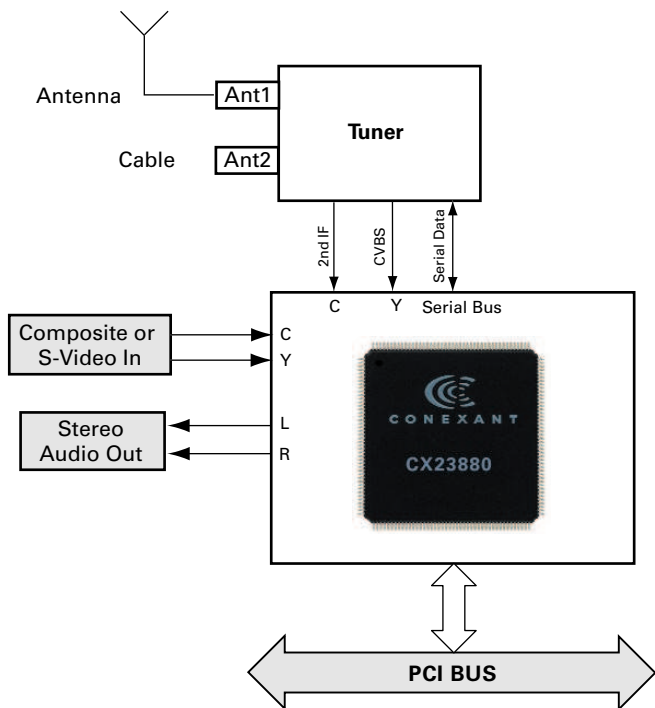 Antenna
Ant1
Tuner
Cable
Ant2
2nd IF
CVBS
Serial Data
C
Y
Serial Bus
Composite or
S-Video In
C
Y
CONEXANT
CX23880
Stereo
Audio Out
L
R
PCI BUS